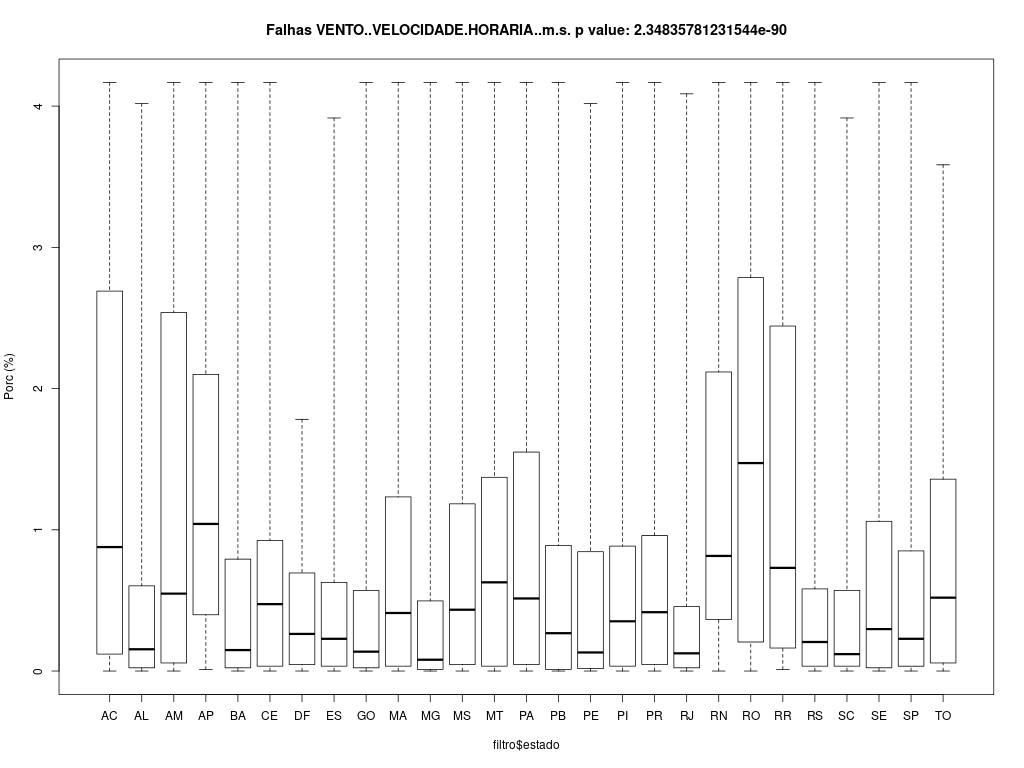 Falhas VENTO..VELOCIDADE.HORARIA..m.s. p value: 2.34835781231544e-90
Porc (%)
4
3
2
1
0
AC AL AM AP BA CE DF ES GO MA MG MS MT PA PB PE PI PR RJ RN RO RR RS SC SE SP TO
filtro$estado